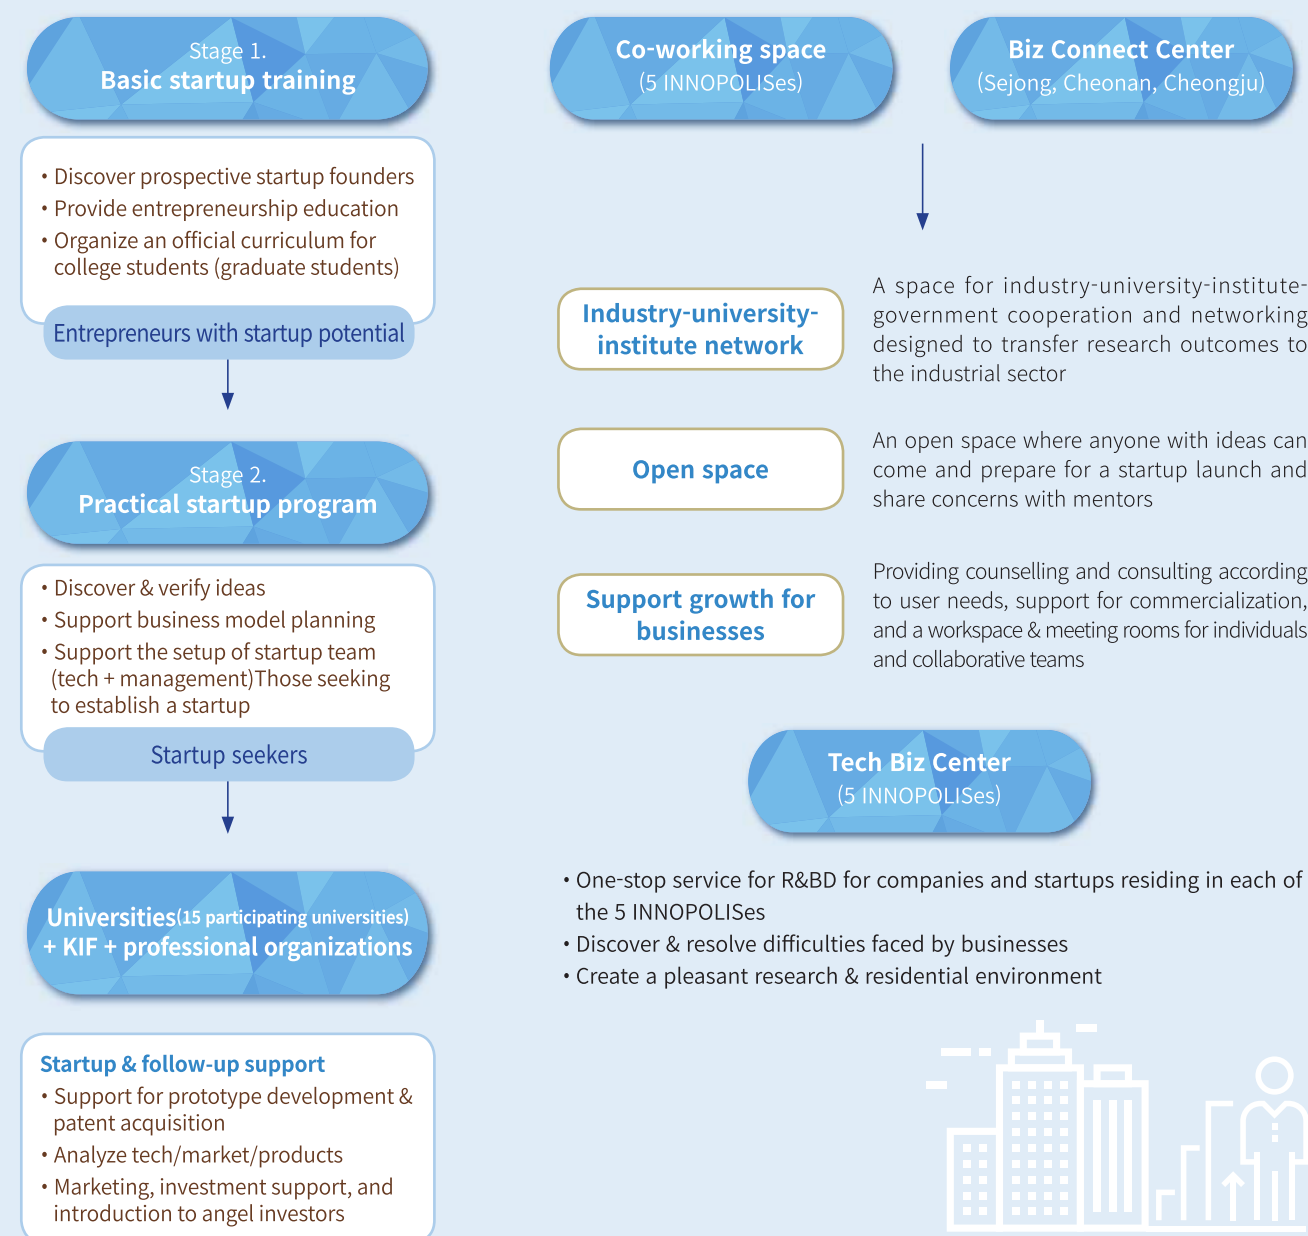 Stage 1.
Basic startup training
• Discover prospective startup founders
• Provide entrepreneurship education
• Organize an official curriculum for
college students (graduate students)
Entrepreneurs with startup potential
Stage 2.
Practical startup program
• Discover & verify ideas
• Support business model planning
• Support the setup of startup team
(tech + management)Those seeking
to establish a startup
Startup seekers
Universities(15 participating universities)
+ KIF + professional organizations
Startup & follow-up support
• Support for prototype development &
patent acquisition
• Analyze tech/market/products
• Marketing, investment support, and
introduction to angel investors
Co-working space
(5 INNOPOLISes)
Biz Connect Center
(Sejong, Cheonan, Cheongju)
Industry-university-
institute network
A space for industry-university-institute-
government cooperation and networking
designed to transfer research outcomes to
the industrial sector
Open space
An open space where anyone with ideas can
come and prepare for a startup launch and
share concerns with mentors
Support growth for
businesses
Providing counselling and consulting according
to user needs, support for commercialization,
and a workspace & meeting rooms for individuals
and collaborative teams
Tech Biz Center
(5 INNOPOLISes)
• One-stop service for R&BD for companies and startups residing in each of
the 5 INNOPOLISes
• Discover & resolve difficulties faced by businesses
• Create a pleasant research & residential environment